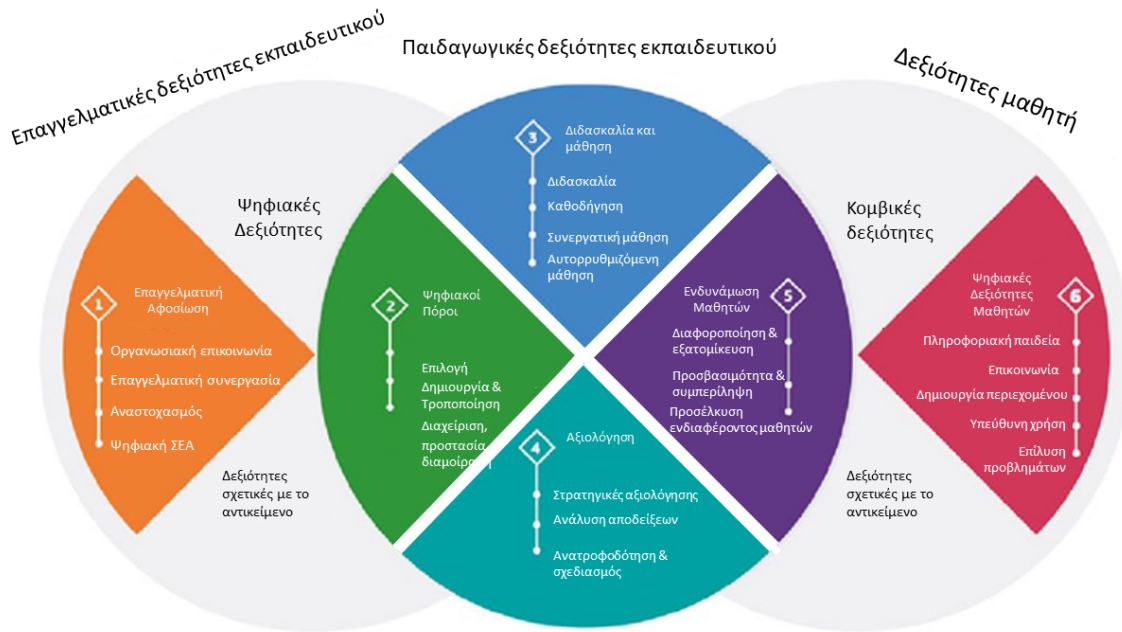 Επαγγελματικές δεξιότητες εκπαιδευτικού
Παιδαγωγικές δεξιότητες εκπαιδευτικού
Δεξιότητες μαθητή
Ψηφιακές
Δεξιότητες
Κομβικές
δεξιότητες
1
Επαγγελματική
Αφοσίωση
Οργανωσιακή επικοινωνία
Επαγγελματική συνεργασία
Αναστοχασμός
Ψηφιακή ΣΕΑ
Δεξιότητες
σχετικές με το
αντικείμενο
2
Ψηφιακοί
Πόροι
Επιλογή
Δημιουργία &
Τροποποίηση
Διαχείριση,
προστασία,
διαμοίραση
3
Διδασκαλία και
μάθηση
Διδασκαλία
Καθοδήγηση
Συνεργατική μάθηση
Αυτορρυθμιζόμενη
μάθηση
4
Αξιολόγηση
Στρατηγικές αξιολόγησης
Ανάλυση αποδείξεων
Ανατροφοδότηση &
σχεδιασμός
5
Ενδυνάμωση
Μαθητών
Διαφοροποίηση &
εξατομίκευση
Προσβασιμότητα &
συμπερίληψη
Προσέλκυση
ενδιαφέροντος μαθητών
6
Ψηφιακές
Δεξιότητες
Μαθητών
Πληροφοριακή παιδεία
Επικοινωνία
Δημιουργία περιεχομένου
Υπεύθυνη χρήση
Επίλυση
προβλημάτων
Δεξιότητες
σχετικές με το
αντικείμενο